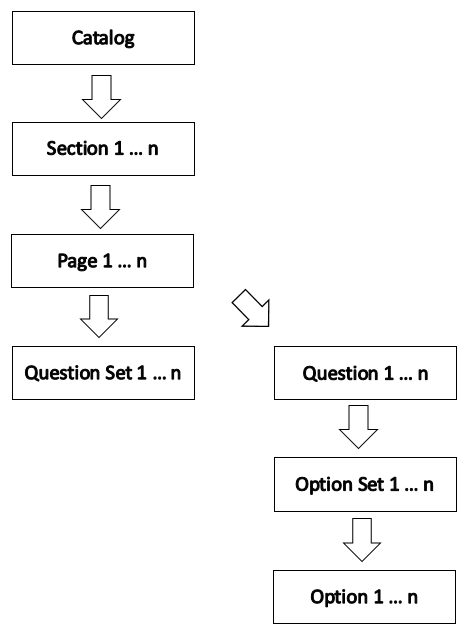 Catalog
Section 1 ... n
Page 1 ... n
Question Set 1 ... n
Question 1 ... n
Option Set 1 ... n
Option 1 ... n